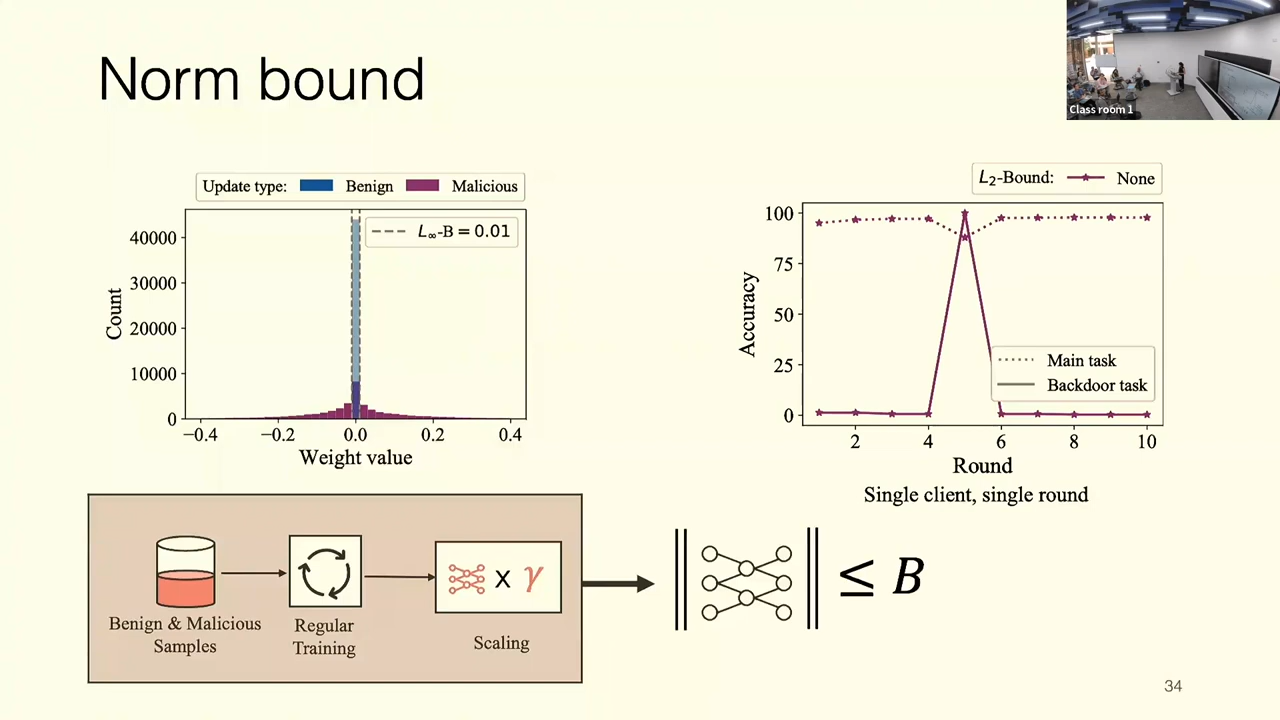 Norm bound
Class room 1
Update type: Benign Malicious
L∞-B = 0.01
Count
40000
30000
20000
10000
0
−0.4 −0.2 0.0 0.2 0.4
Weight value
L₂-Bound: None
Accuracy
100
75
50
25
0
Main task
Backdoor task
2 4 6 8 10
Round
Single client, single round
Benign & Malicious
Samples
Regular
Training
x γ
Scaling
≤ B
34